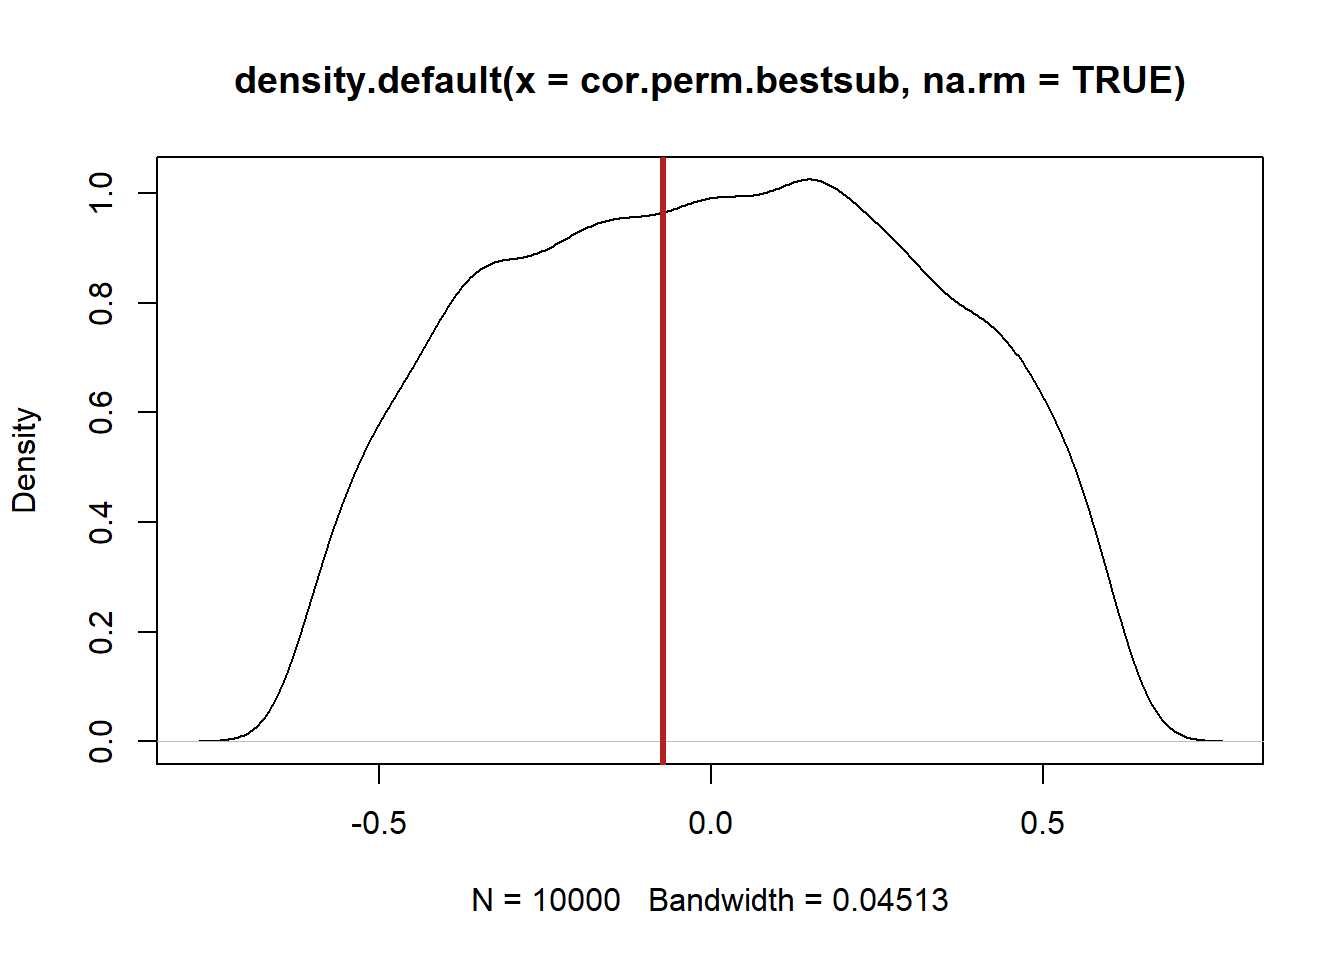 density.default(x = cor.perm.bestsub, na.rm = TRUE)
Density
1.0
0.8
0.6
0.4
0.2
0.0
-0.5 0.0 0.5
N = 10000 Bandwidth = 0.04513